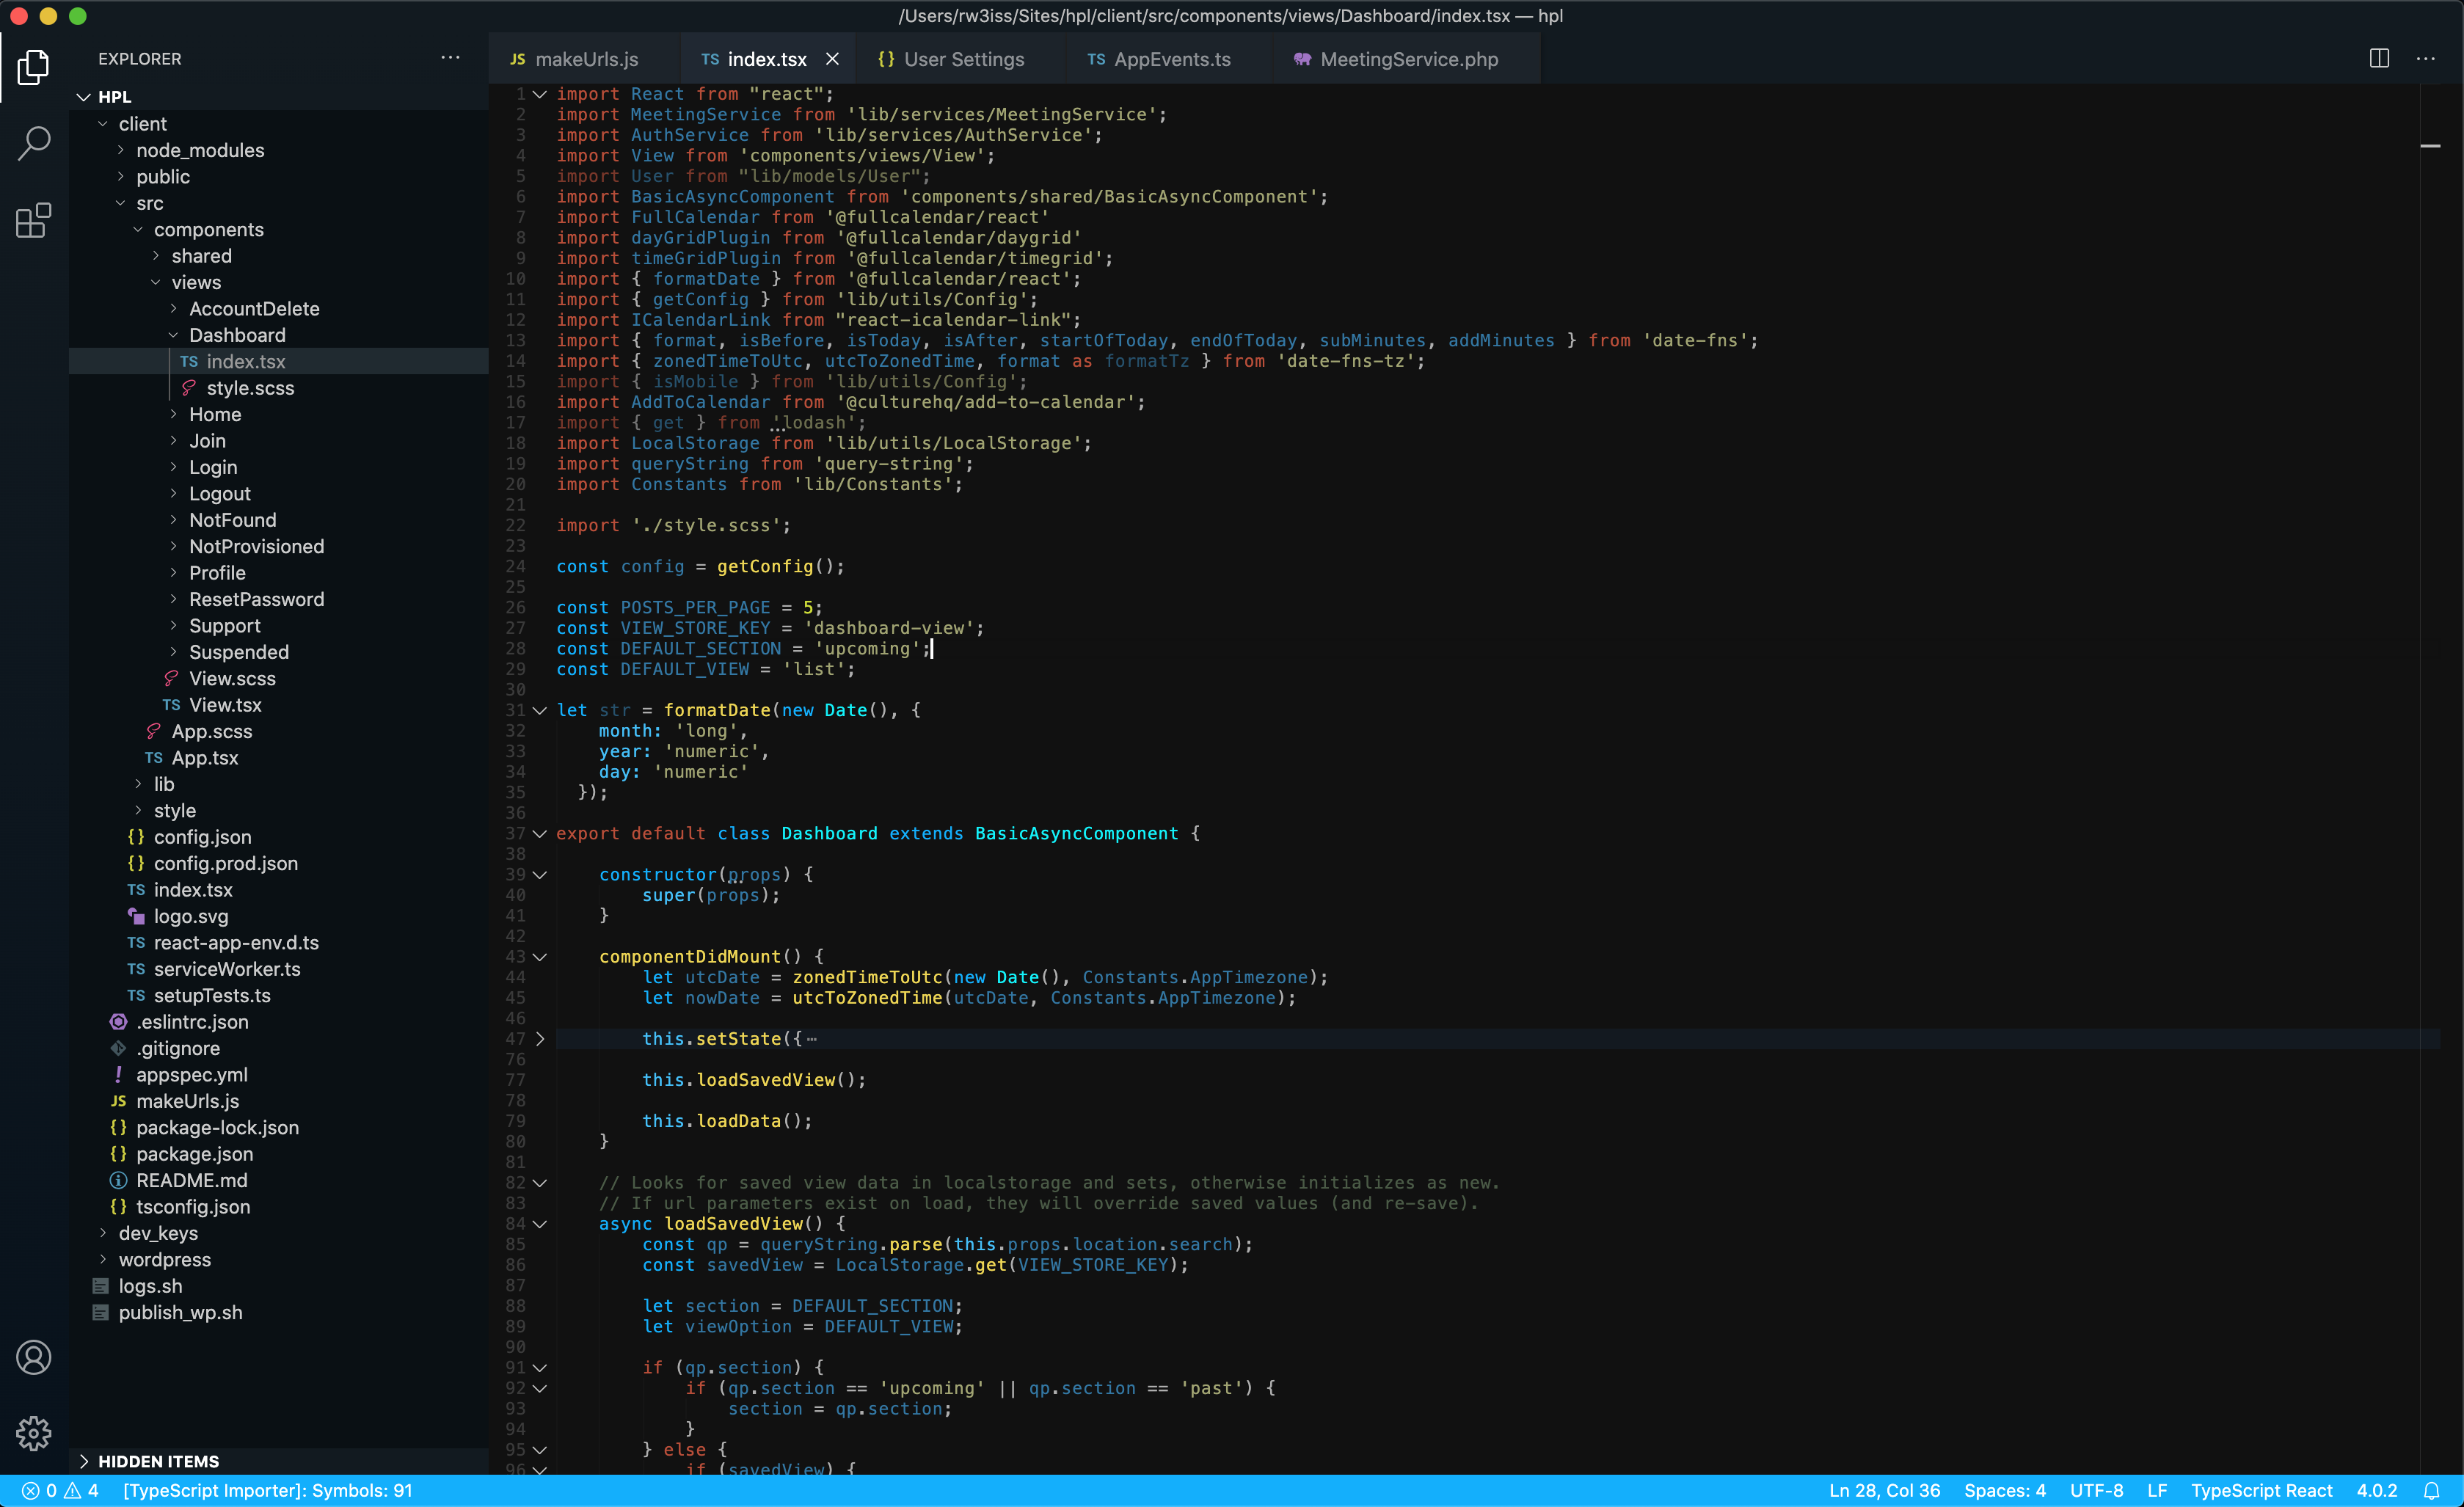 /Users/rw3iss/Sites/hpl/client/src/components/views/Dashboard/index.tsx — hpl
EXPLORER
HPL
client
node_modules
public
src
components
shared
views
AccountDelete
Dashboard
TS index.tsx
style.scss
Home
Join
Login
Logout
NotFound
NotProvisioned
Profile
ResetPassword
Support
Suspended
View.scss
TS View.tsx
App.scss
TS App.tsx
lib
style
{} config.json
{} config.prod.json
TS index.tsx
logo.svg
TS react-app-env.d.ts
TS serviceWorker.ts
TS setupTests.ts
.eslintrc.json
.gitignore
! appspec.yml
JS makeUrls.js
{} package-lock.json
{} package.json
README.md
{} tsconfig.json
dev_keys
wordpress
logs.sh
publish_wp.sh
HIDDEN ITEMS
JS makeUrls.js TS index.tsx {} User Settings TS AppEvents.ts MeetingService.php
1 import React from "react";
2 import MeetingService from 'lib/services/MeetingService';
3 import AuthService from 'lib/services/AuthService';
4 import View from 'components/views/View';
5 import User from "lib/models/User";
6 import BasicAsyncComponent from 'components/shared/BasicAsyncComponent';
7 import FullCalendar from '@fullcalendar/react'
8 import dayGridPlugin from '@fullcalendar/daygrid'
9 import timeGridPlugin from '@fullcalendar/timegrid';
10 import { formatDate } from '@fullcalendar/react';
11 import { getConfig } from 'lib/utils/Config';
12 import ICalendarLink from "react-icalendar-link";
13 import { format, isBefore, isToday, isAfter, startOfToday, endOfToday, subMinutes, addMinutes } from 'date-fns';
14 import { zonedTimeToUtc, utcToZonedTime, format as formatTz } from 'date-fns-tz';
15 import { isMobile } from 'lib/utils/Config';
16 import AddToCalendar from '@culturehq/add-to-calendar';
17 import { get } from 'lodash';
18 import LocalStorage from 'lib/utils/LocalStorage';
19 import queryString from 'query-string';
20 import Constants from 'lib/Constants';
21
22 import './style.scss';
23
24 const config = getConfig();
25
26 const POSTS_PER_PAGE = 5;
27 const VIEW_STORE_KEY = 'dashboard-view';
28 const DEFAULT_SECTION = 'upcoming';
29 const DEFAULT_VIEW = 'list';
30
31 let str = formatDate(new Date(), {
32 month: 'long',
33 year: 'numeric',
34 day: 'numeric'
35 });
36
37 export default class Dashboard extends BasicAsyncComponent {
38
39 constructor(props) {
40 super(props);
41 }
42
43 componentDidMount() {
44 let utcDate = zonedTimeToUtc(new Date(), Constants.AppTimezone);
45 let nowDate = utcToZonedTime(utcDate, Constants.AppTimezone);
46
47 this.setState({⋯
76
77 this.loadSavedView();
78
79 this.loadData();
80 }
81
82 // Looks for saved view data in localstorage and sets, otherwise initializes as new.
83 // If url parameters exist on load, they will override saved values (and re-save).
84 async loadSavedView() {
85 const qp = queryString.parse(this.props.location.search);
86 const savedView = LocalStorage.get(VIEW_STORE_KEY);
87
88 let section = DEFAULT_SECTION;
89 let viewOption = DEFAULT_VIEW;
90
91 if (qp.section) {
92 if (qp.section == 'upcoming' || qp.section == 'past') {
93 section = qp.section;
94 }
95 } else {
96 if (savedView) {
0 4 [TypeScript Importer]: Symbols: 91 Ln 28, Col 36 Spaces: 4 UTF-8 LF TypeScript React 4.0.2